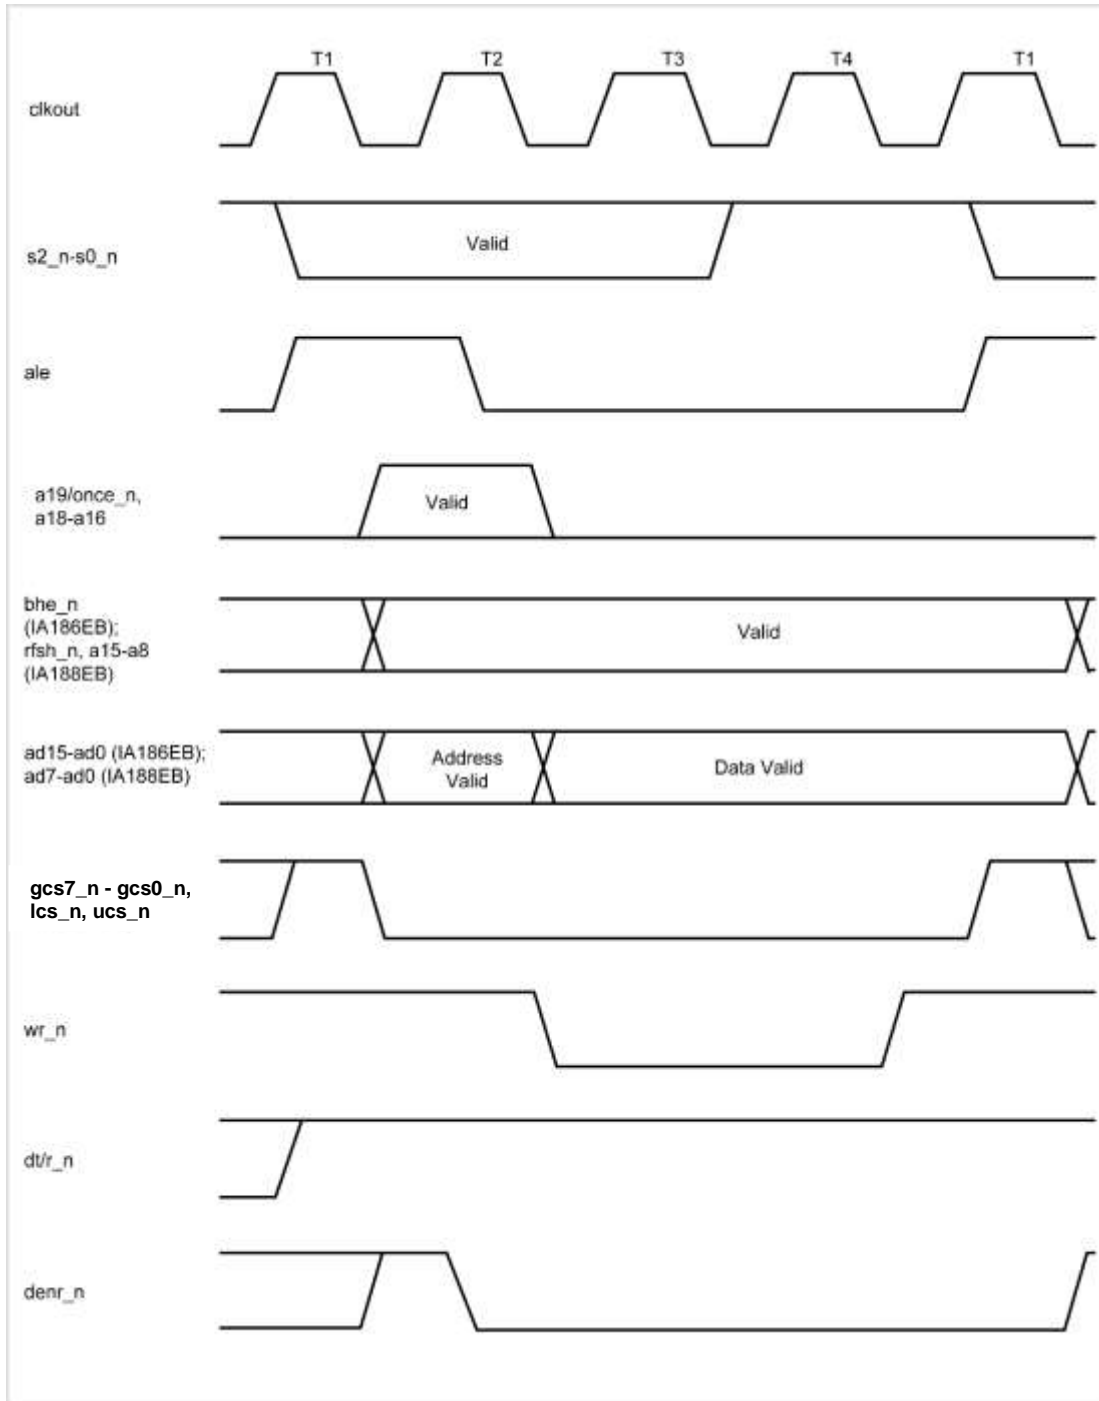 T1 T2 T3 T4 T1
clkout
s2_n-s0_n
Valid
ale
a19/once_n,
a18-a16
Valid
bhe_n
(IA186EB);
rfsh_n, a15-a8
(IA188EB)
Valid
ad15-ad0 (IA186EB);
ad7-ad0 (IA188EB)
Address
Valid
Data Valid
gcs7_n - gcs0_n,
lcs_n, ucs_n
wr_n
dt/r_n
denr_n